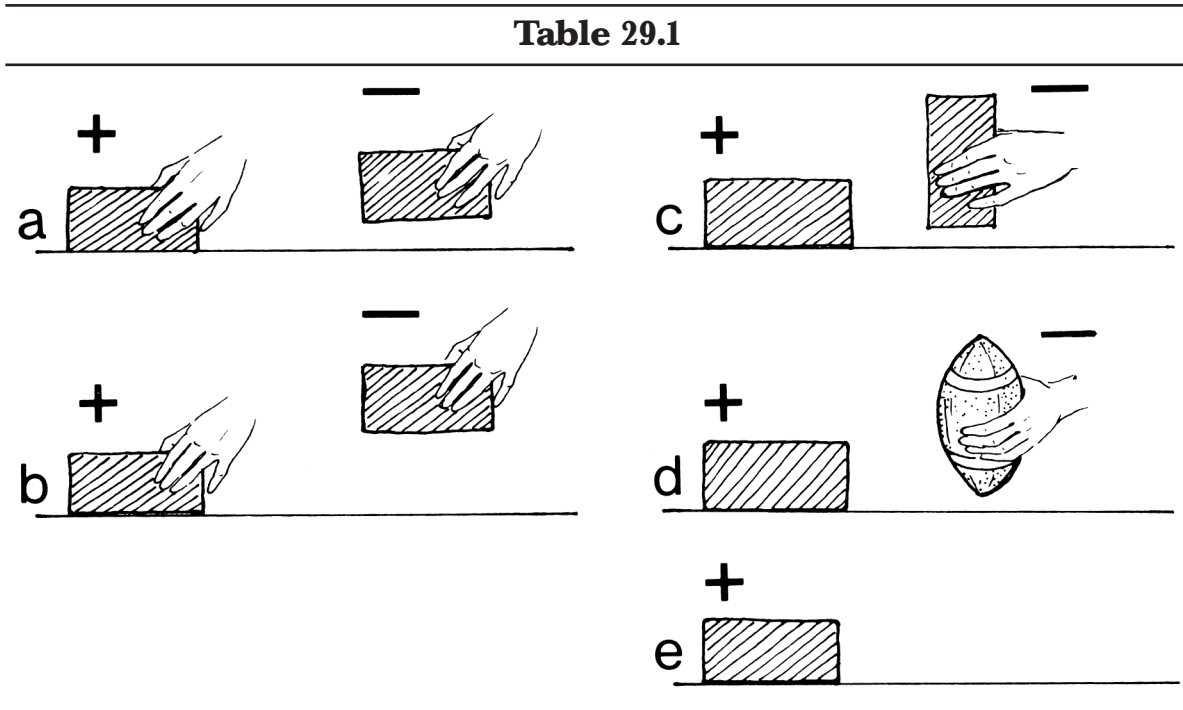 Table 29.1
+ — + —
a c
— —
+ +
b d
+
e